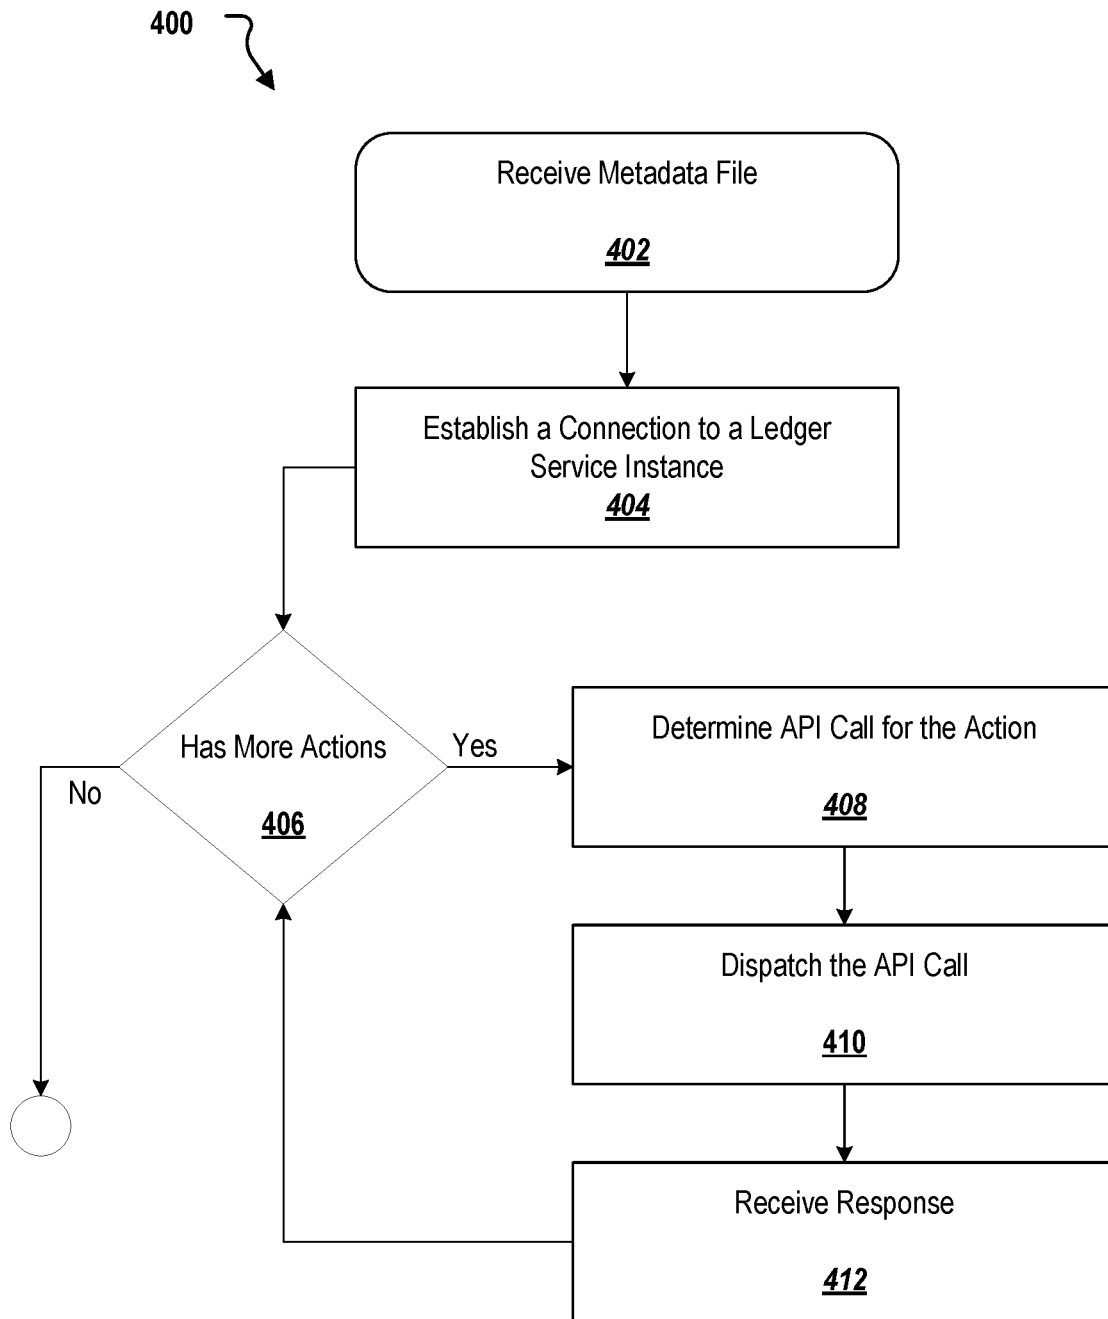 400
Receive Metadata File
402
Establish a Connection to a Ledger
Service Instance
404
Has More Actions
406
Yes
No
Determine API Call for the Action
408
Dispatch the API Call
410
Receive Response
412